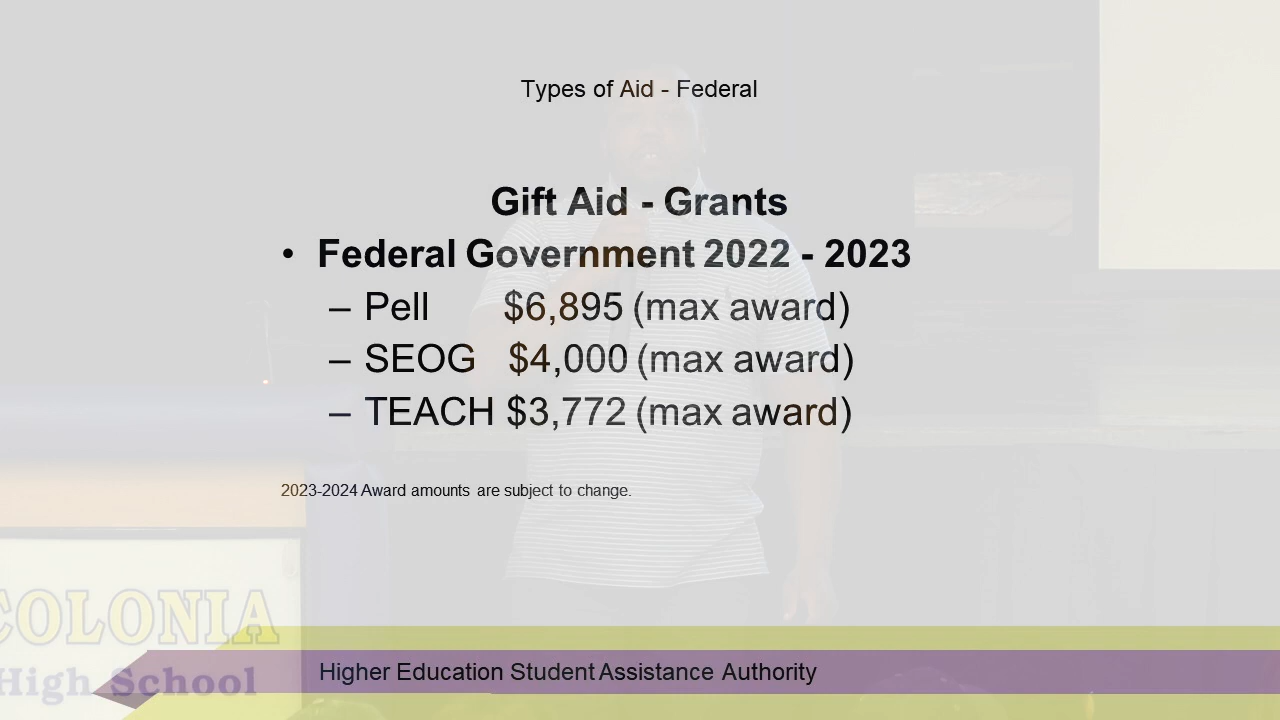 Types of Aid - Federal
Gift Aid - Grants
• Federal Government 2022 - 2023
– Pell $6,895 (max award)
– SEOG $4,000 (max award)
– TEACH $3,772 (max award)
2023-2024 Award amounts are subject to change.
COLONIA
High School
Higher Education Student Assistance Authority